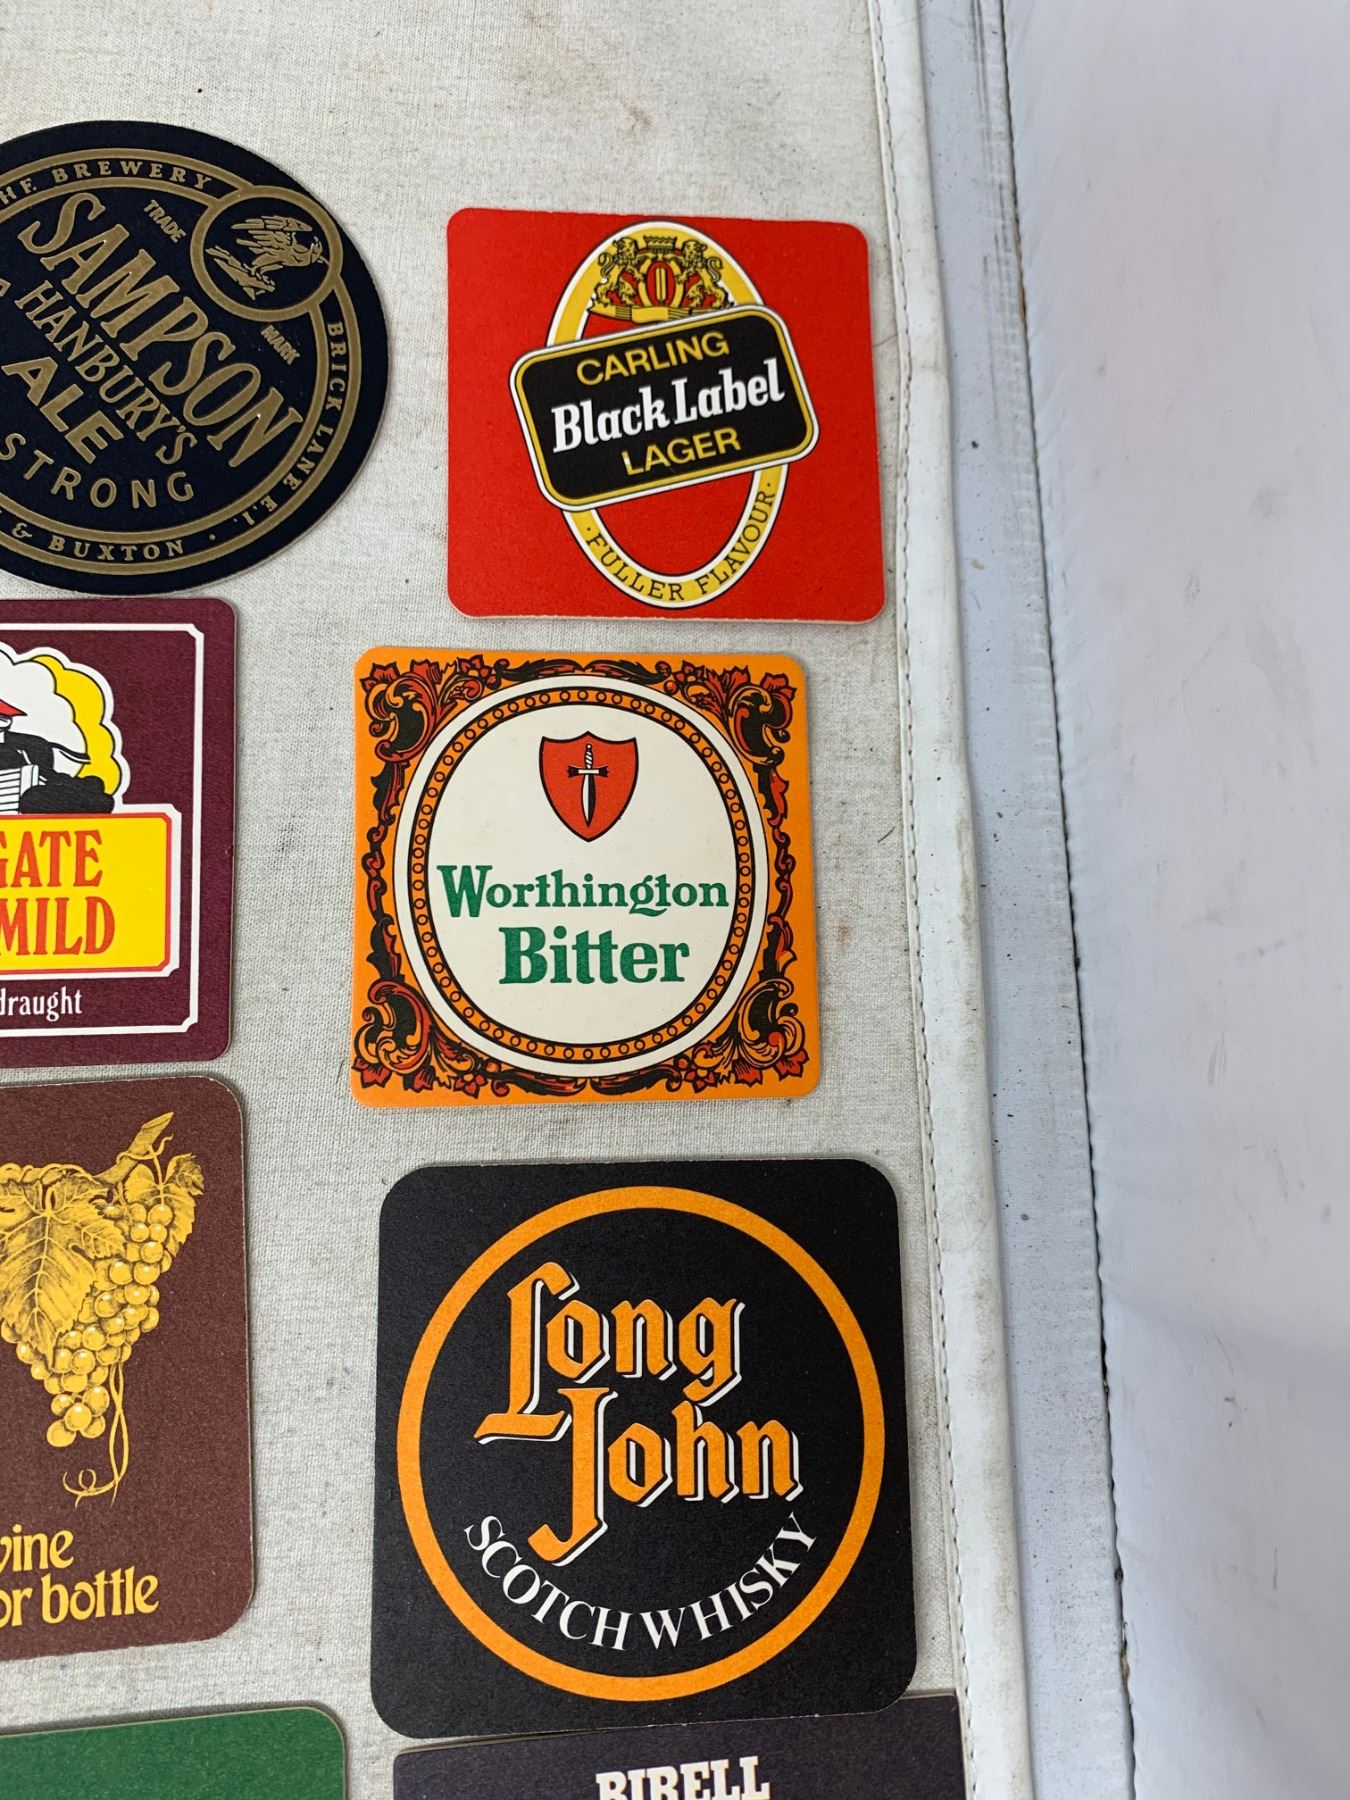 THE BREWERY
BRICK LANE E.I.
& BUXTON
TRADE
MARK
SAMPSON
HANBURY'S
ALE
STRONG
CARLING
Black Label
LAGER
·FULLER FLAVOUR·
GATE
MILD
draught
Worthington
Bitter
vine
or bottle
Long
John
SCOTCH WHISKY
BIRELL